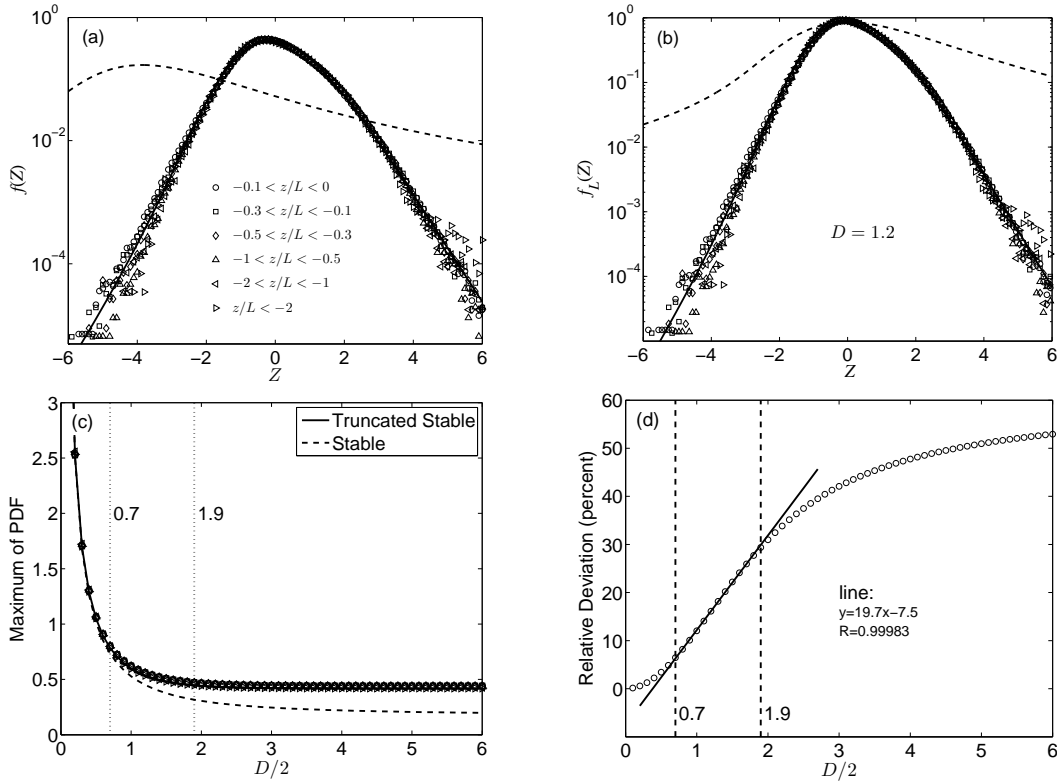 (a)
10^0
10^{-2}
10^{-4}
f(Z)
−0.1 < z/L < 0
−0.3 < z/L < −0.1
−0.5 < z/L < −0.3
−1 < z/L < −0.5
−2 < z/L < −1
z/L < −2
−6 −4 −2 0 2 4 6
Z
(b)
10^0
10^{-1}
10^{-2}
10^{-3}
10^{-4}
f_L(Z)
D = 1.2
−6 −4 −2 0 2 4 6
Z
(c)
3
2.5
2
1.5
1
0.5
0
Maximum of PDF
Truncated Stable
Stable
0.7
1.9
0 1 2 3 4 5 6
D/2
(d)
60
50
40
30
20
10
0
Relative Deviation (percent)
line:
y=19.7x−7.5
R=0.99983
0.7
1.9
0 1 2 3 4 5 6
D/2